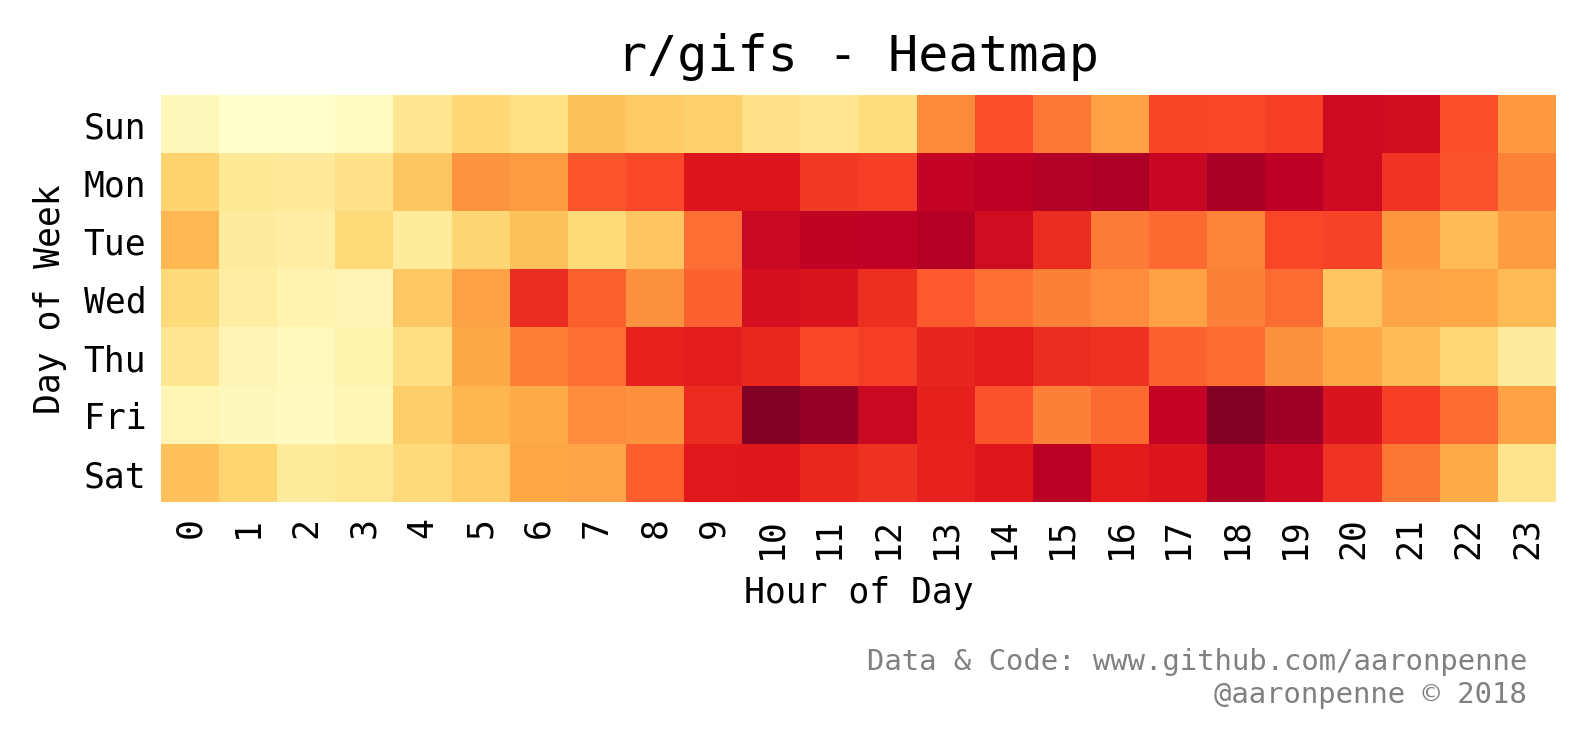 r/gifs - Heatmap
Day of Week
Sun
Mon
Tue
Wed
Thu
Fri
Sat
0 1 2 3 4 5 6 7 8 9 10 11 12 13 14 15 16 17 18 19 20 21 22 23
Hour of Day
Data & Code: www.github.com/aaronpenne
@aaronpenne © 2018